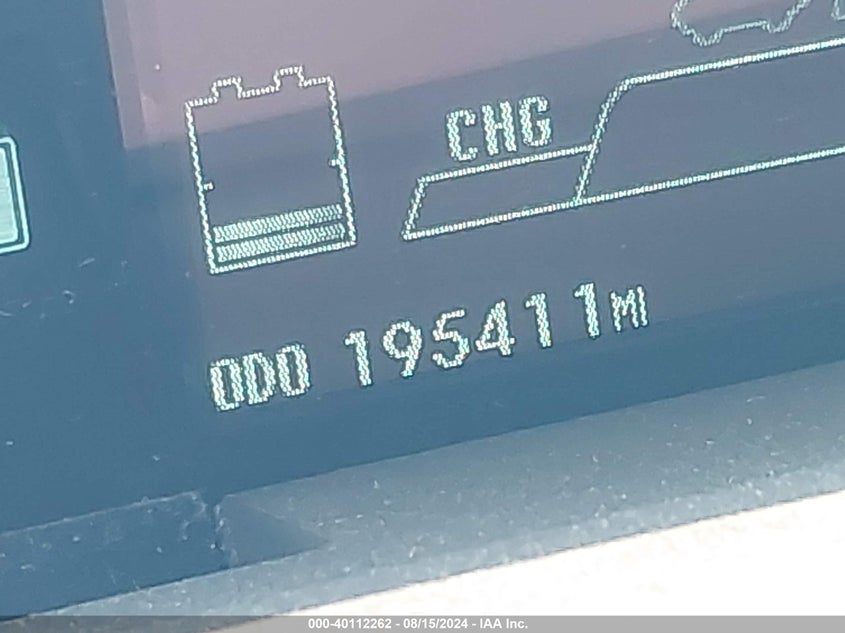 CHG
ODO 195411MI
000-40112262 - 08/15/2024 - IAA Inc.